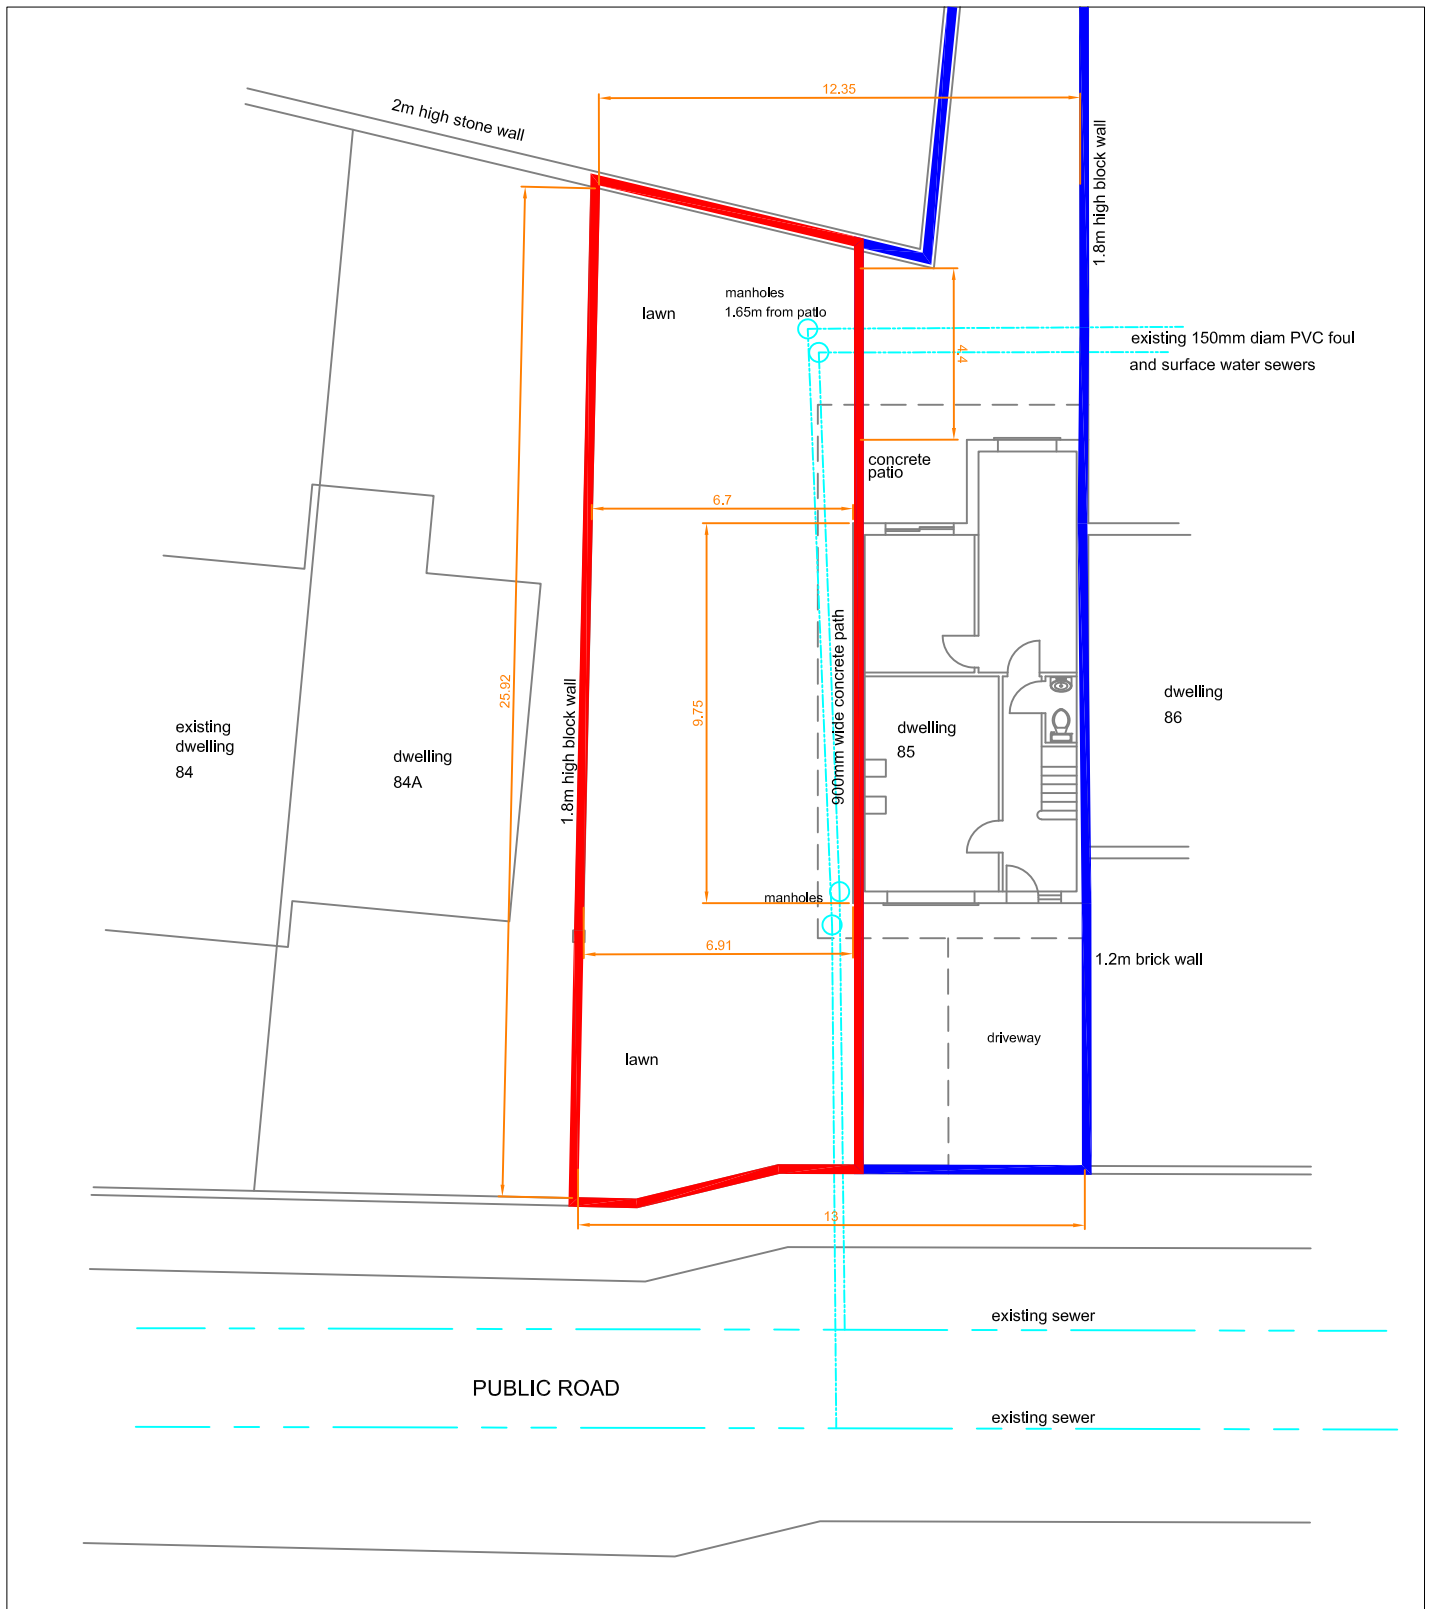 12.35
2m high stone wall
1.8m high block wall
manholes
1.65m from patio
lawn
existing 150mm diam PVC foul
and surface water sewers
4.4
concrete
patio
6.7
25.92
9.75
900mm wide concrete path
1.8m high block wall
dwelling
86
existing
dwelling
84
dwelling
84A
dwelling
85
manholes
6.91
1.2m brick wall
driveway
lawn
13
existing sewer
PUBLIC ROAD
existing sewer